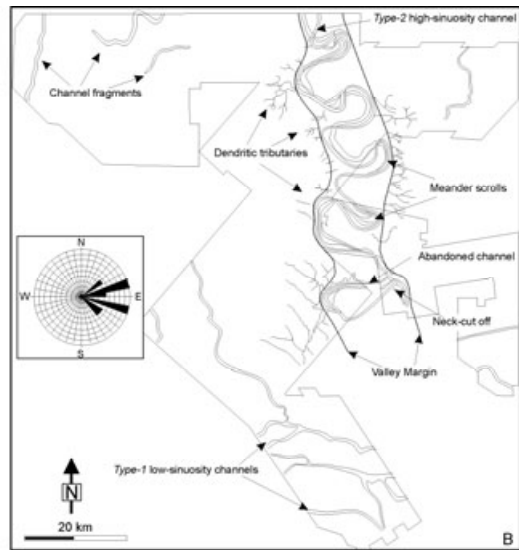 Type-2 high-sinuosity channel
Channel fragments
Dendritic tributaries
Meander scrolls
Abandoned channel
N
W
E
S
Neck-cut off
Valley Margin
Type-1 low-sinuosity channels
N
20 km
B